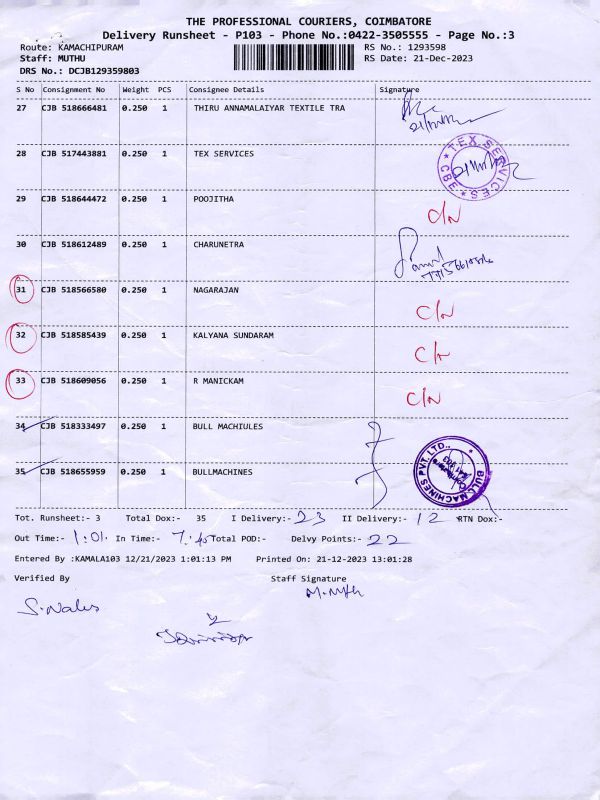 THE PROFESSIONAL COURIERS, COIMBATORE
Delivery Runsheet - P103 - Phone No.:0422-3505555 - Page No.:3
Route: KAMACHIPURAM RS No.: 1293598
Staff: MUTHU RS Date: 21-Dec-2023
DRS No.: DCJB129359803
S No Consignment No Weight PCS Consignee Details Signature
27 CJB 518666481 0.250 1 THIRU ANNAMALAIYAR TEXTILE TRA
28 CJB 517443881 0.250 1 TEX SERVICES TEX SERVICES CBE
29 CJB 518644472 0.250 1 POOJITHA C/N
30 CJB 518612489 0.250 1 CHARUNETRA
31 CJB 518566580 0.250 1 NAGARAJAN C/N
32 CJB 518585439 0.250 1 KALYANA SUNDARAM C/N
33 CJB 518609056 0.250 1 R MANICKAM C/N
34 CJB 518333497 0.250 1 BULL MACHIULES
35 CJB 518655959 0.250 1 BULLMACHINES BULL MACHINES PVT. LTD.,
Tot. Runsheet:- 3 Total Dox:- 35 I Delivery:- 23 II Delivery:- 12 RTN Dox:-
Out Time:- 1:01 In Time:- 7:45 Total POD:- Delvy Points:- 22
Entered By :KAMALA103 12/21/2023 1:01:13 PM Printed On: 21-12-2023 13:01:28
Verified By Staff Signature